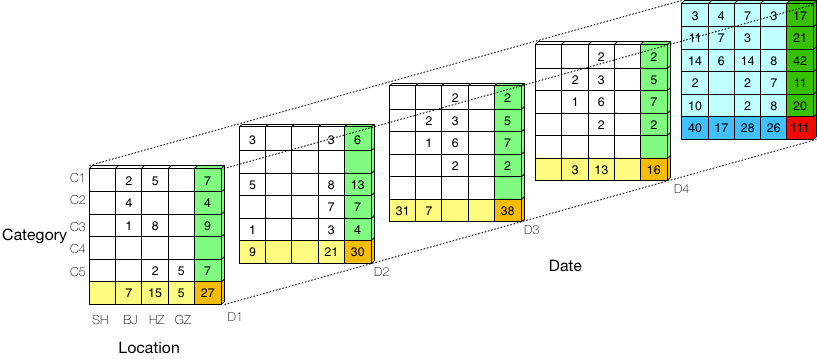 3 4 7 3 17
11 7 3 21
14 6 14 8 42
2 2 7 11
10 2 8 20
40 17 28 26 111
2 2
2 3 5
1 6 7
2 2
3 13 16
D4
2 2
2 3 5
1 6 7
2 2
31 7 38
D3
3 3 6
5 8 13
7 7
1 3 4
9 21 30
D2
C1 2 5 7
C2 4 4
C3 1 8 9
C4
C5 2 5 7
7 15 5 27
SH BJ HZ GZ D1
Category
Location
Date